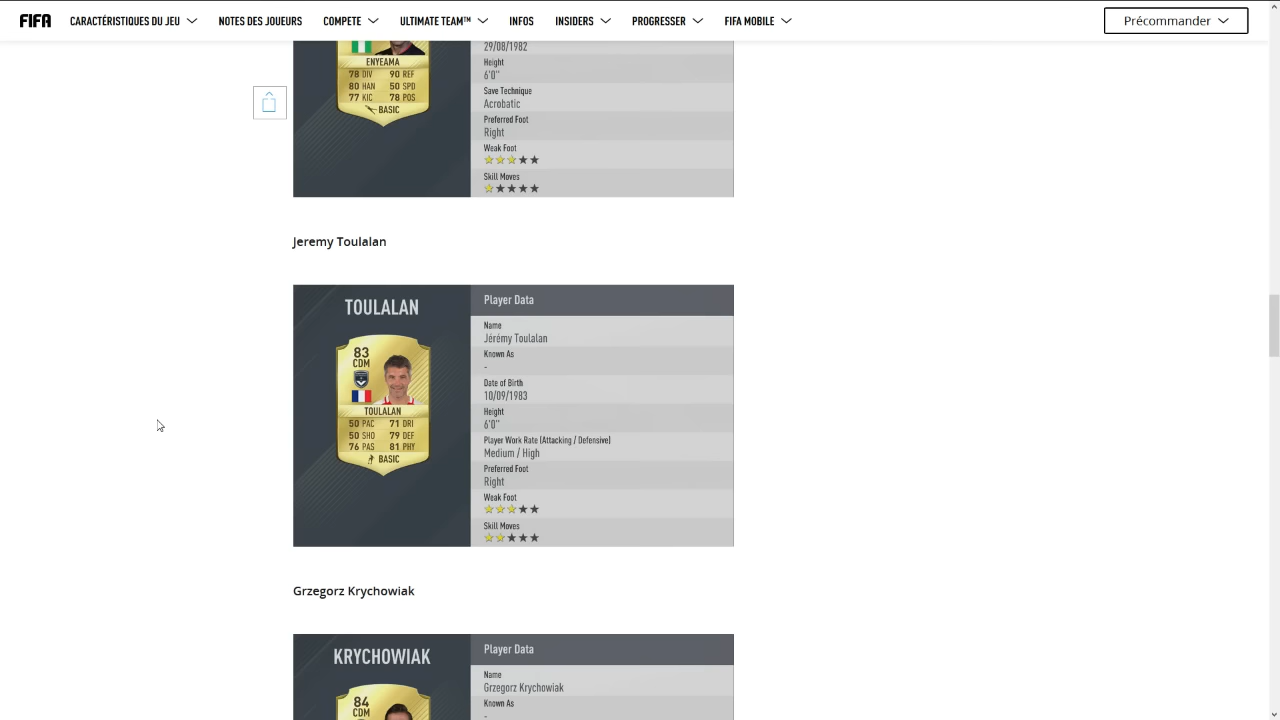 FIFA CARACTÉRISTIQUES DU JEU NOTES DES JOUEURS COMPETE ULTIMATE TEAM™ INFOS INSIDERS PROGRESSER FIFA MOBILE Précommander
ENYEAMA
78 DIV 90 REF
80 HAN 50 SPD
77 KIC 78 POS
BASIC
29/08/1982
Height
6'0"
Save Technique
Acrobatic
Preferred Foot
Right
Weak Foot
Skill Moves
Jeremy Toulalan
TOULALAN
83
CDM
TOULALAN
50 PAC 71 DRI
50 SHO 79 DEF
76 PAS 81 PHY
BASIC
Player Data
Name
Jérémy Toulalan
Known As
-
Date of Birth
10/09/1983
Height
6'0"
Player Work Rate (Attacking / Defensive)
Medium / High
Preferred Foot
Right
Weak Foot
Skill Moves
Grzegorz Krychowiak
KRYCHOWIAK
84
CDM
Player Data
Name
Grzegorz Krychowiak
Known As
-